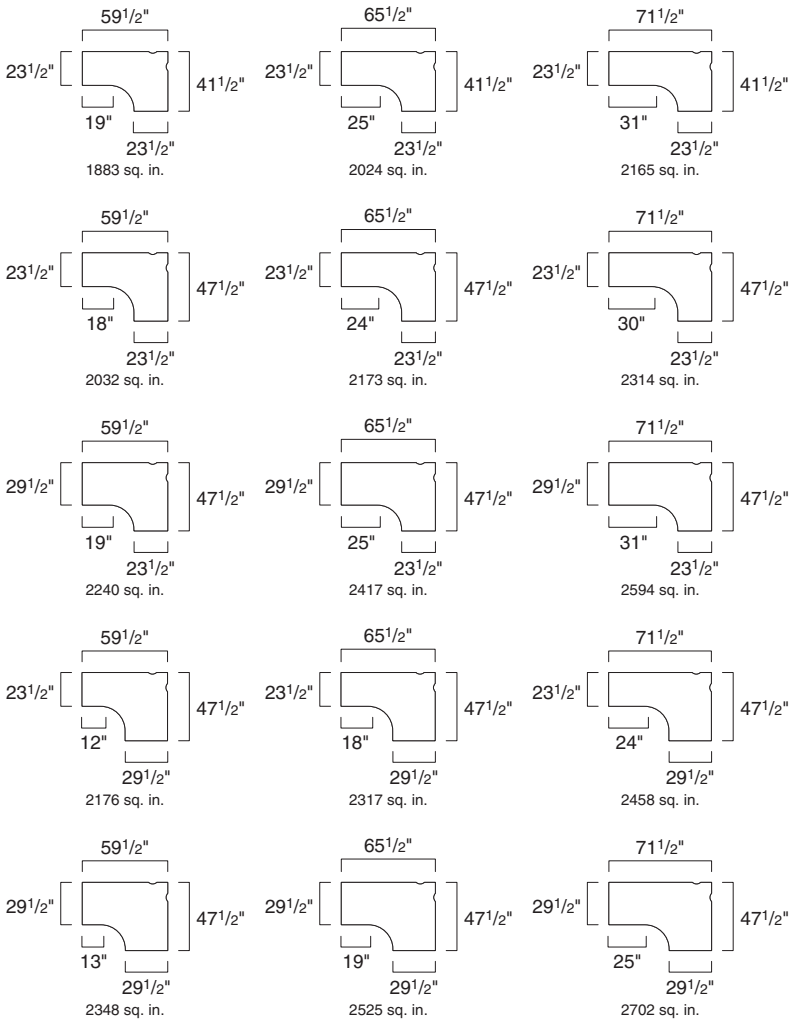 59 1/2" 65 1/2" 71 1/2"
23 1/2" 41 1/2" 23 1/2" 41 1/2" 23 1/2" 41 1/2"
19" 25" 31"
23 1/2" 23 1/2" 23 1/2"
1883 sq. in. 2024 sq. in. 2165 sq. in.
59 1/2" 65 1/2" 71 1/2"
23 1/2" 47 1/2" 23 1/2" 47 1/2" 23 1/2" 47 1/2"
18" 24" 30"
23 1/2" 23 1/2" 23 1/2"
2032 sq. in. 2173 sq. in. 2314 sq. in.
59 1/2" 65 1/2" 71 1/2"
29 1/2" 47 1/2" 29 1/2" 47 1/2" 29 1/2" 47 1/2"
19" 25" 31"
23 1/2" 23 1/2" 23 1/2"
2240 sq. in. 2417 sq. in. 2594 sq. in.
59 1/2" 65 1/2" 71 1/2"
23 1/2" 47 1/2" 23 1/2" 47 1/2" 23 1/2" 47 1/2"
12" 18" 24"
29 1/2" 29 1/2" 29 1/2"
2176 sq. in. 2317 sq. in. 2458 sq. in.
59 1/2" 65 1/2" 71 1/2"
29 1/2" 47 1/2" 29 1/2" 47 1/2" 29 1/2" 47 1/2"
13" 19" 25"
29 1/2" 29 1/2" 29 1/2"
2348 sq. in. 2525 sq. in. 2702 sq. in.